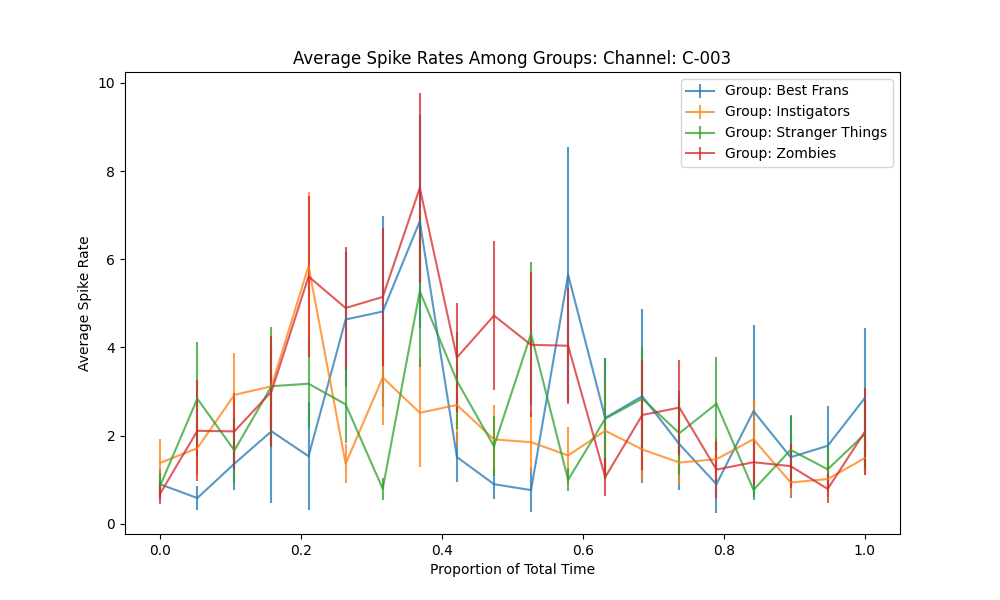 Average Spike Rates Among Groups: Channel: C-003
Group: Best Frans
Group: Instigators
Group: Stranger Things
Group: Zombies
Average Spike Rate
10
8
6
4
2
0
0.0 0.2 0.4 0.6 0.8 1.0
Proportion of Total Time